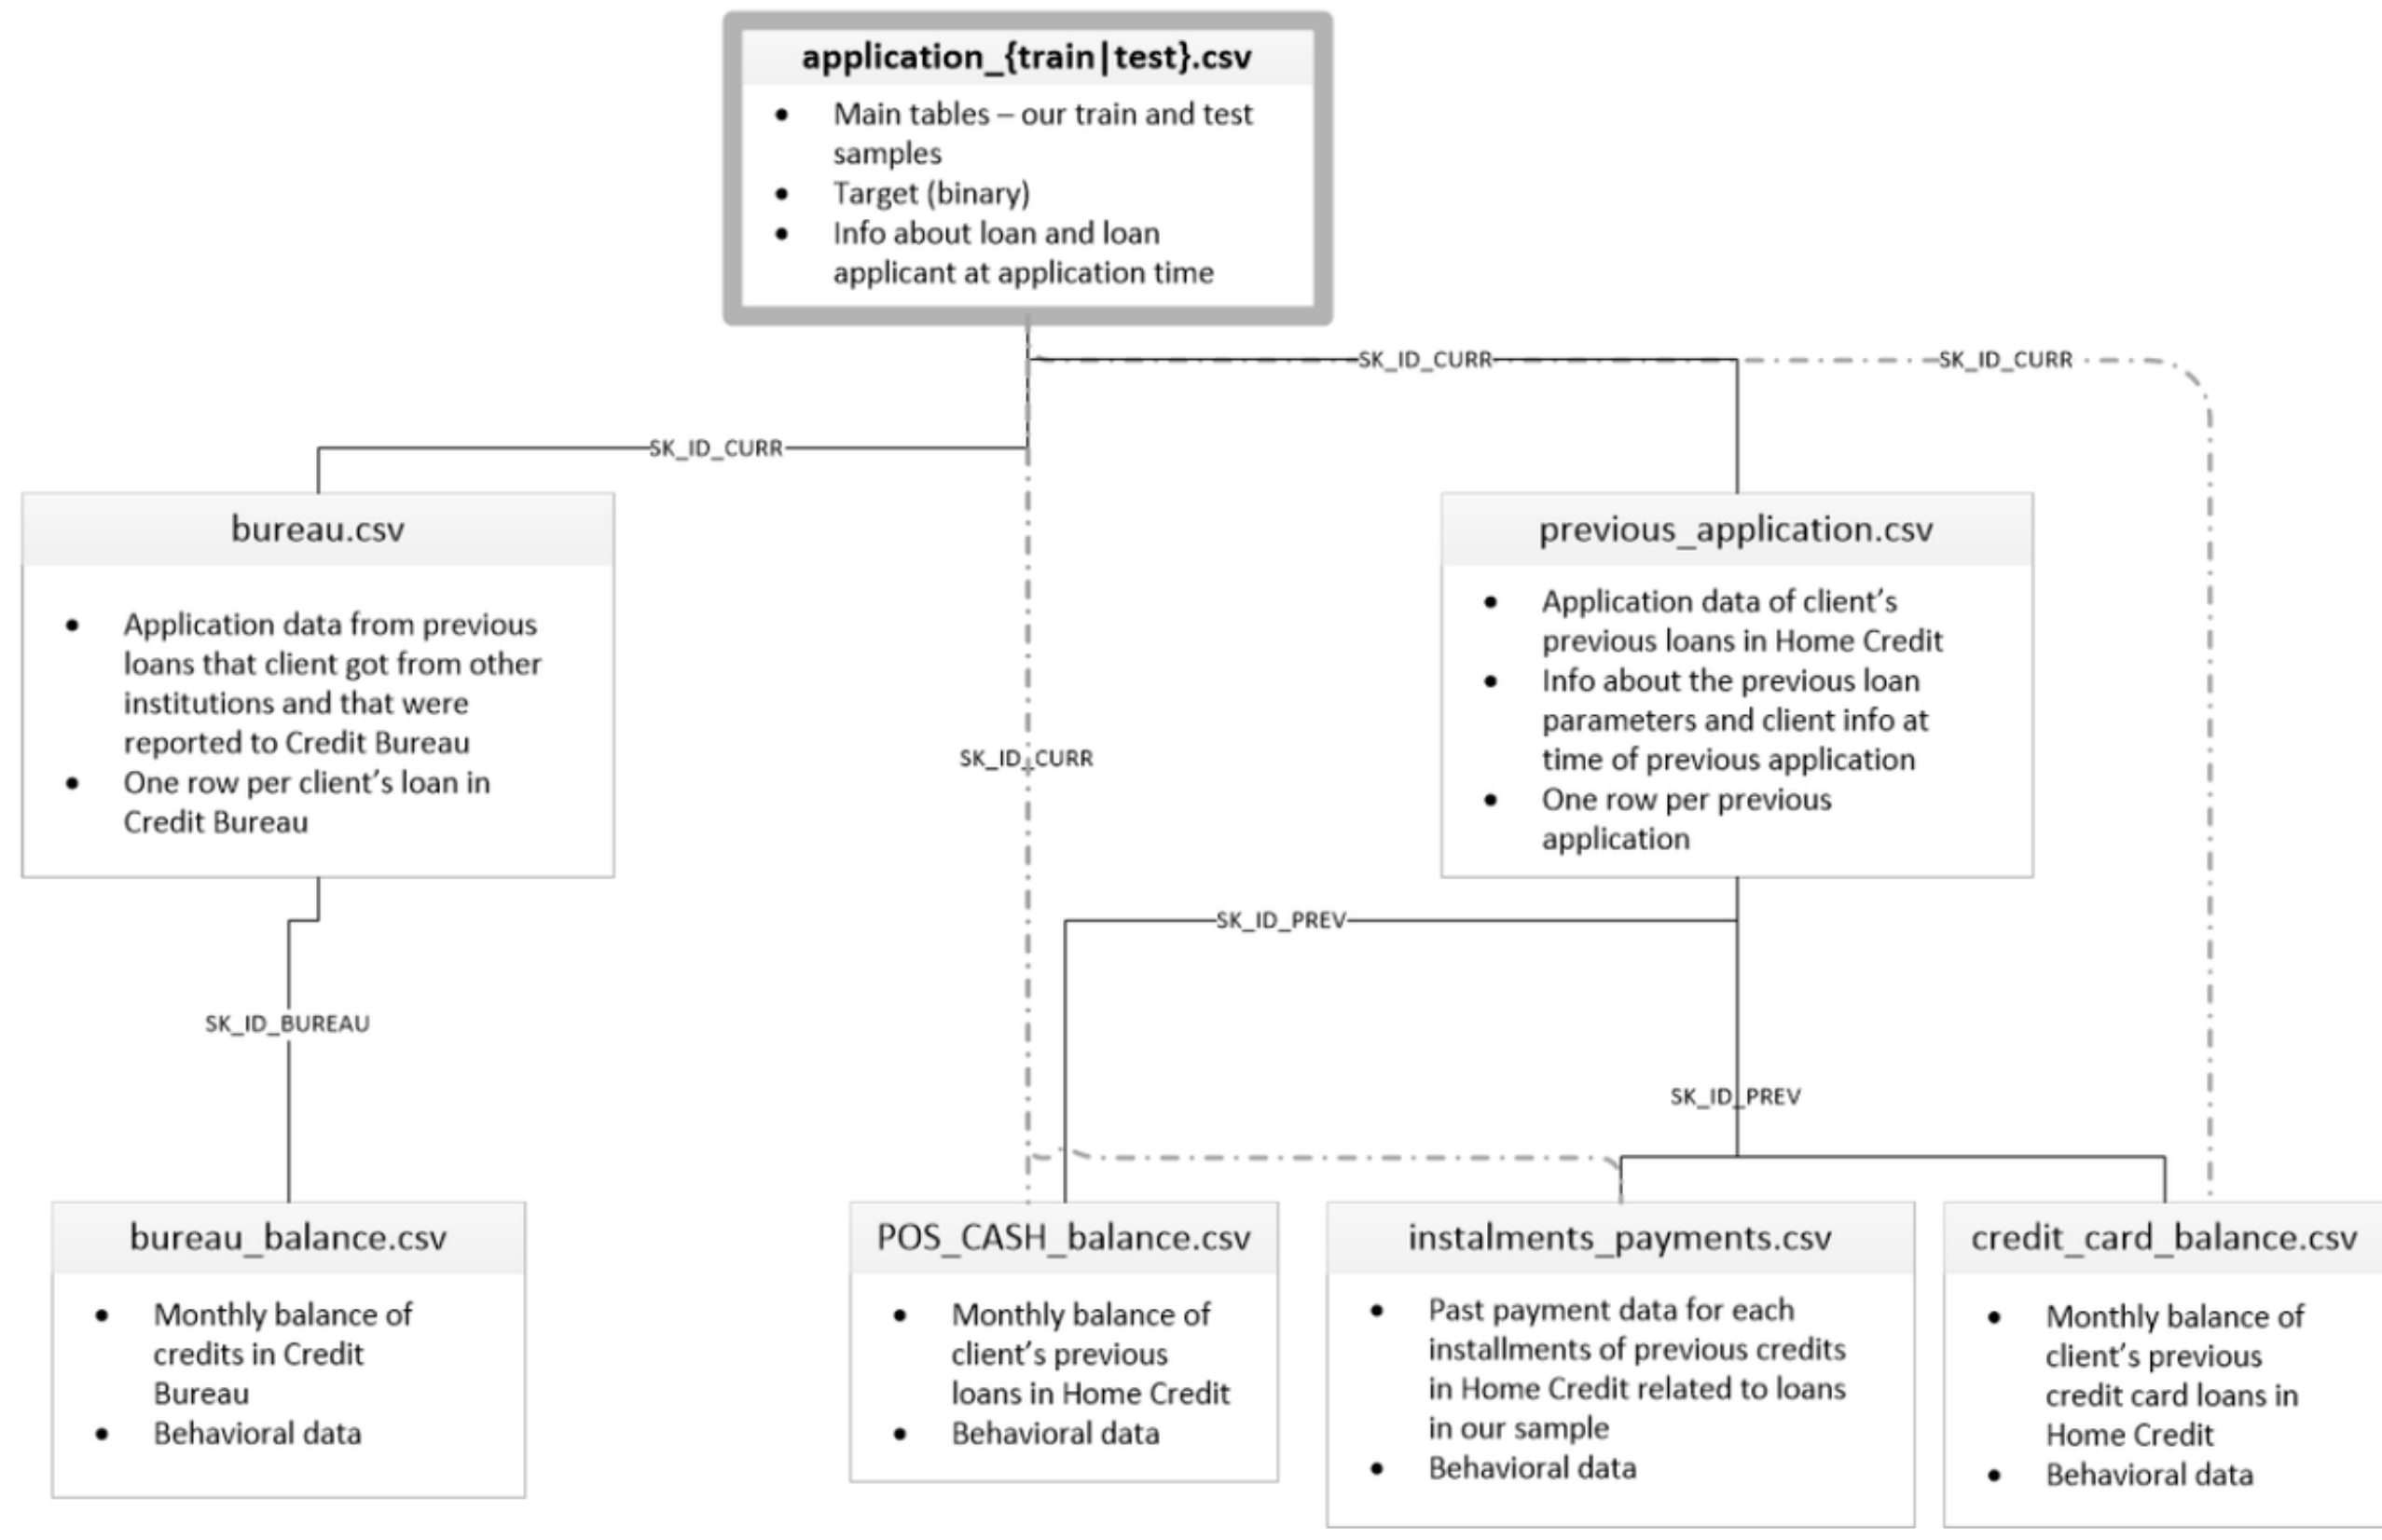 application_{train|test}.csv
• Main tables – our train and test
samples
• Target (binary)
• Info about loan and loan
applicant at application time
SK_ID_CURR
SK_ID_CURR
SK_ID_CURR
bureau.csv
• Application data from previous
loans that client got from other
institutions and that were
reported to Credit Bureau
• One row per client’s loan in
Credit Bureau
SK_ID_CURR
previous_application.csv
• Application data of client’s
previous loans in Home Credit
• Info about the previous loan
parameters and client info at
time of previous application
• One row per previous
application
SK_ID_PREV
SK_ID_BUREAU
SK_ID_PREV
bureau_balance.csv
• Monthly balance of
credits in Credit
Bureau
• Behavioral data
POS_CASH_balance.csv
• Monthly balance of
client’s previous
loans in Home Credit
• Behavioral data
instalments_payments.csv
• Past payment data for each
installments of previous credits
in Home Credit related to loans
in our sample
• Behavioral data
credit_card_balance.csv
• Monthly balance of
client’s previous
credit card loans in
Home Credit
• Behavioral data